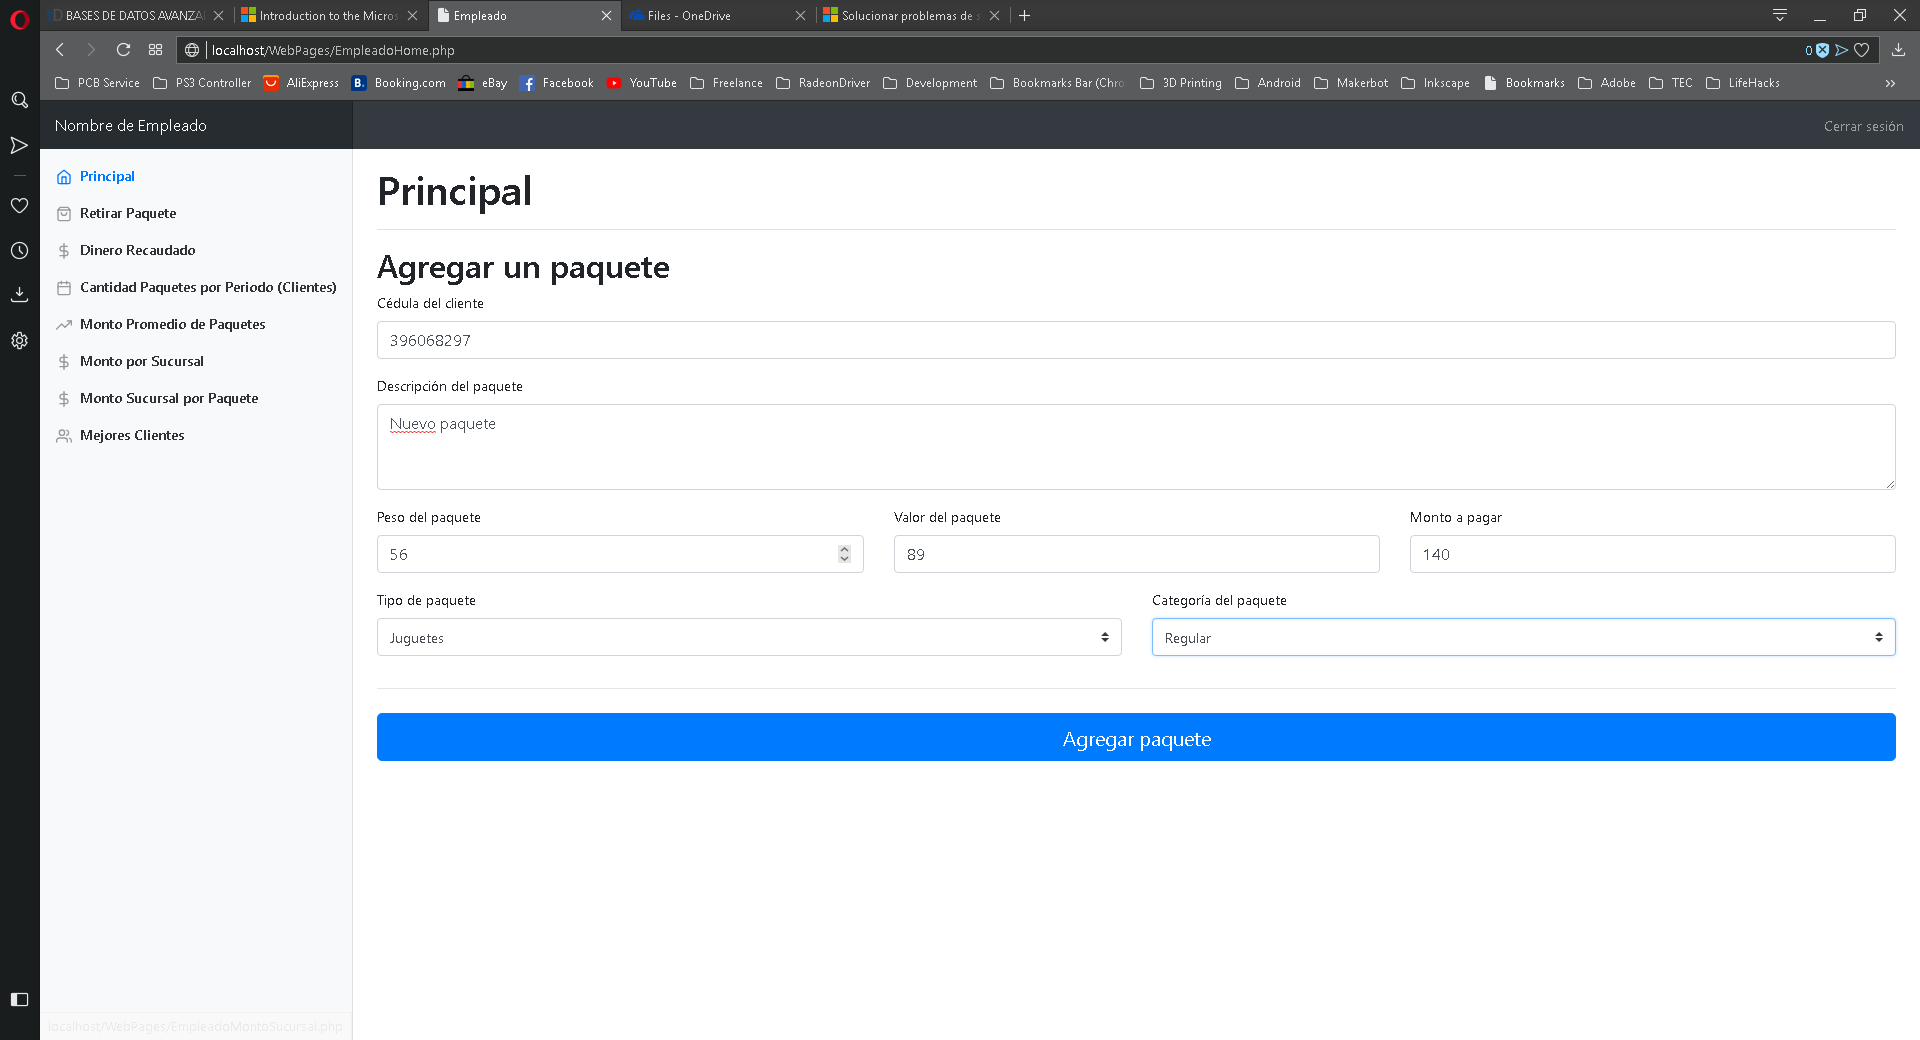 BASES DE DATOS AVANZA
Introduction to the Micros
Empleado
Files - OneDrive
Solucionar problemas de s
localhost/WebPages/EmpleadoHome.php
0
PCB Service
PS3 Controller
AliExpress
Booking.com
eBay
Facebook
YouTube
Freelance
RadeonDriver
Development
Bookmarks Bar (Chro
3D Printing
Android
Makerbot
Inkscape
Bookmarks
Adobe
TEC
LifeHacks
Nombre de Empleado
Cerrar sesión
Principal
Retirar Paquete
Dinero Recaudado
Cantidad Paquetes por Periodo (Clientes)
Monto Promedio de Paquetes
Monto por Sucursal
Monto Sucursal por Paquete
Mejores Clientes
Principal
Agregar un paquete
Cédula del cliente
396068297
Descripción del paquete
Nuevo paquete
Peso del paquete
Valor del paquete
Monto a pagar
56
89
140
Tipo de paquete
Categoría del paquete
Juguetes
Regular
Agregar paquete
localhost/WebPages/EmpleadoMontoSucursal.php